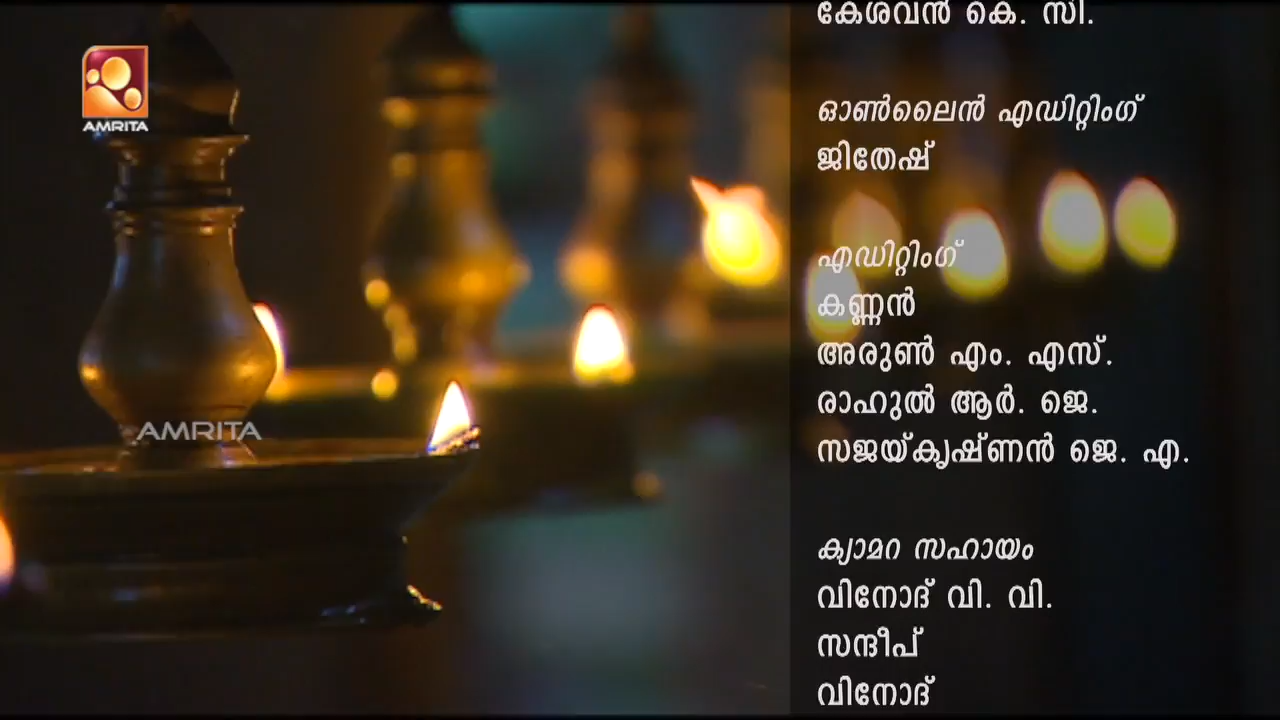 കേശവൻ കെ. സി.
AMRITA
ഓൺലൈൻ എഡിറ്റിംഗ്
ജിതേഷ്
എഡിറ്റിംഗ്
കണ്ണൻ
അരുൺ എം. എസ്.
രാഹുൽ ആർ. ജെ.
AMRITA
സജയ്കൃഷ്ണൻ ജെ. എ.
ക്യാമറ സഹായം
വിനോദ് വി. വി.
സന്ദീപ്
വിനോദ്